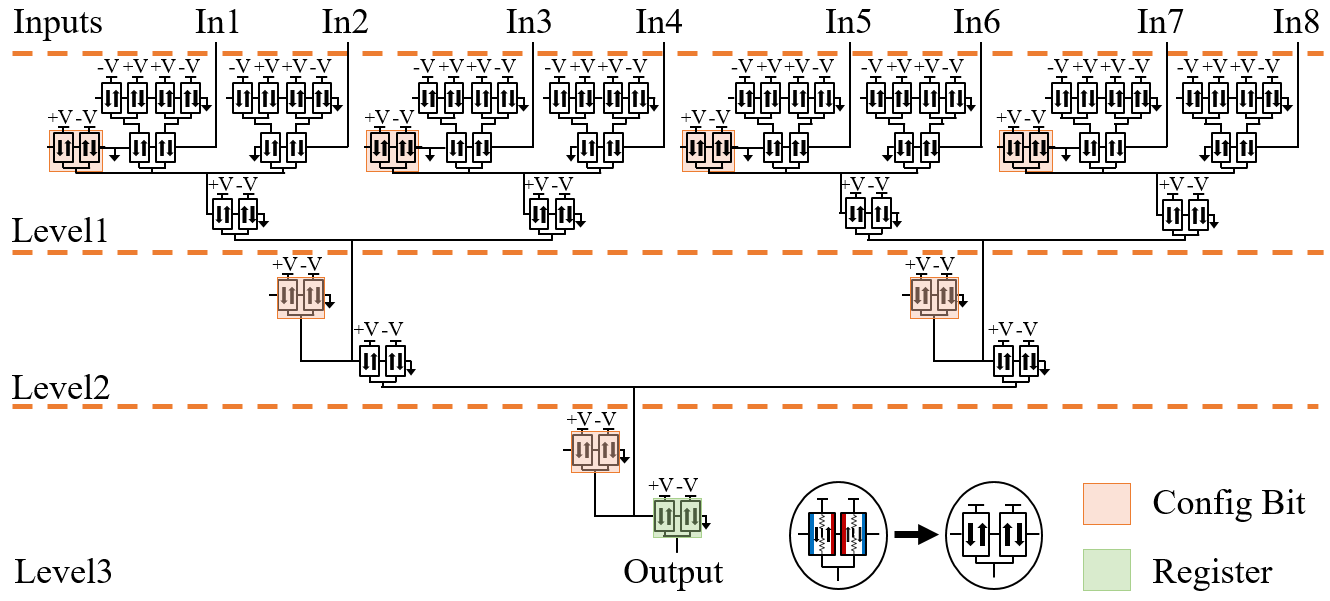 Inputs In1 In2 In3 In4 In5 In6 In7 In8
-V +V +V -V -V +V +V -V -V +V +V -V -V +V +V -V -V +V +V -V -V +V +V -V -V +V +V -V -V +V +V -V
+V -V +V -V +V -V +V -V
+V -V +V -V +V -V +V -V
Level1
+V -V +V -V
+V -V +V -V
Level2
+V -V
+V -V
Config Bit
Output
Register
Level3